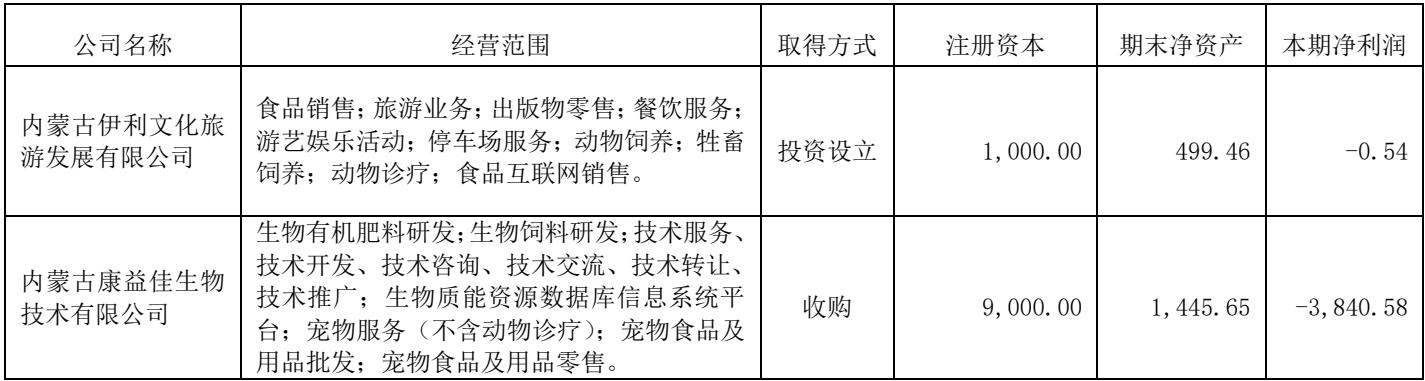 公司名称 经营范围 取得方式 注册资本 期末净资产 本期净利润
内蒙古伊利文化旅
游发展有限公司
食品销售;旅游业务;出版物零售;餐饮服务;
游艺娱乐活动;停车场服务;动物饲养;牲畜
饲养;动物诊疗;食品互联网销售。
投资设立 1,000.00 499.46 -0.54
内蒙古康益佳生物
技术有限公司
生物有机肥料研发;生物饲料研发;技术服务、
技术开发、技术咨询、技术交流、技术转让、
技术推广;生物质能资源数据库信息系统平
台;宠物服务（不含动物诊疗）;宠物食品及
用品批发;宠物食品及用品零售。
收购 9,000.00 1,445.65 -3,840.58